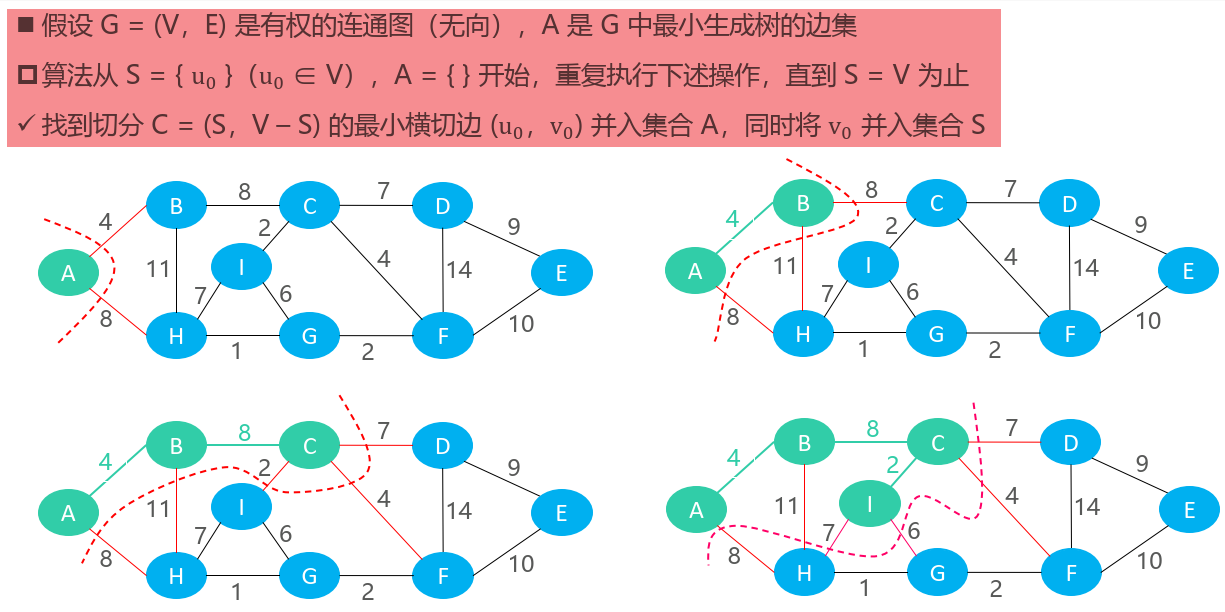 ■ 假设 G = (V，E) 是有权的连通图（无向），A 是 G 中最小生成树的边集
算法从 S = { u₀ }（u₀ ∈ V），A = { } 开始，重复执行下述操作，直到 S = V 为止
✓ 找到切分 C = (S，V – S) 的最小横切边 (u₀，v₀) 并入集合 A，同时将 v₀ 并入集合 S
B 8 C 7 D
4 2 9
A 11 I 4 14 E
8 7 6 10
H 1 G 2 F
B 8 C 7 D
4 2 9
A 11 I 4 14 E
8 7 6 10
H 1 G 2 F
B 8 C 7 D
4 2 9
A 11 I 4 14 E
8 7 6 10
H 1 G 2 F
B 8 C 7 D
4 2 9
A 11 I 4 14 E
8 7 6 10
H 1 G 2 F